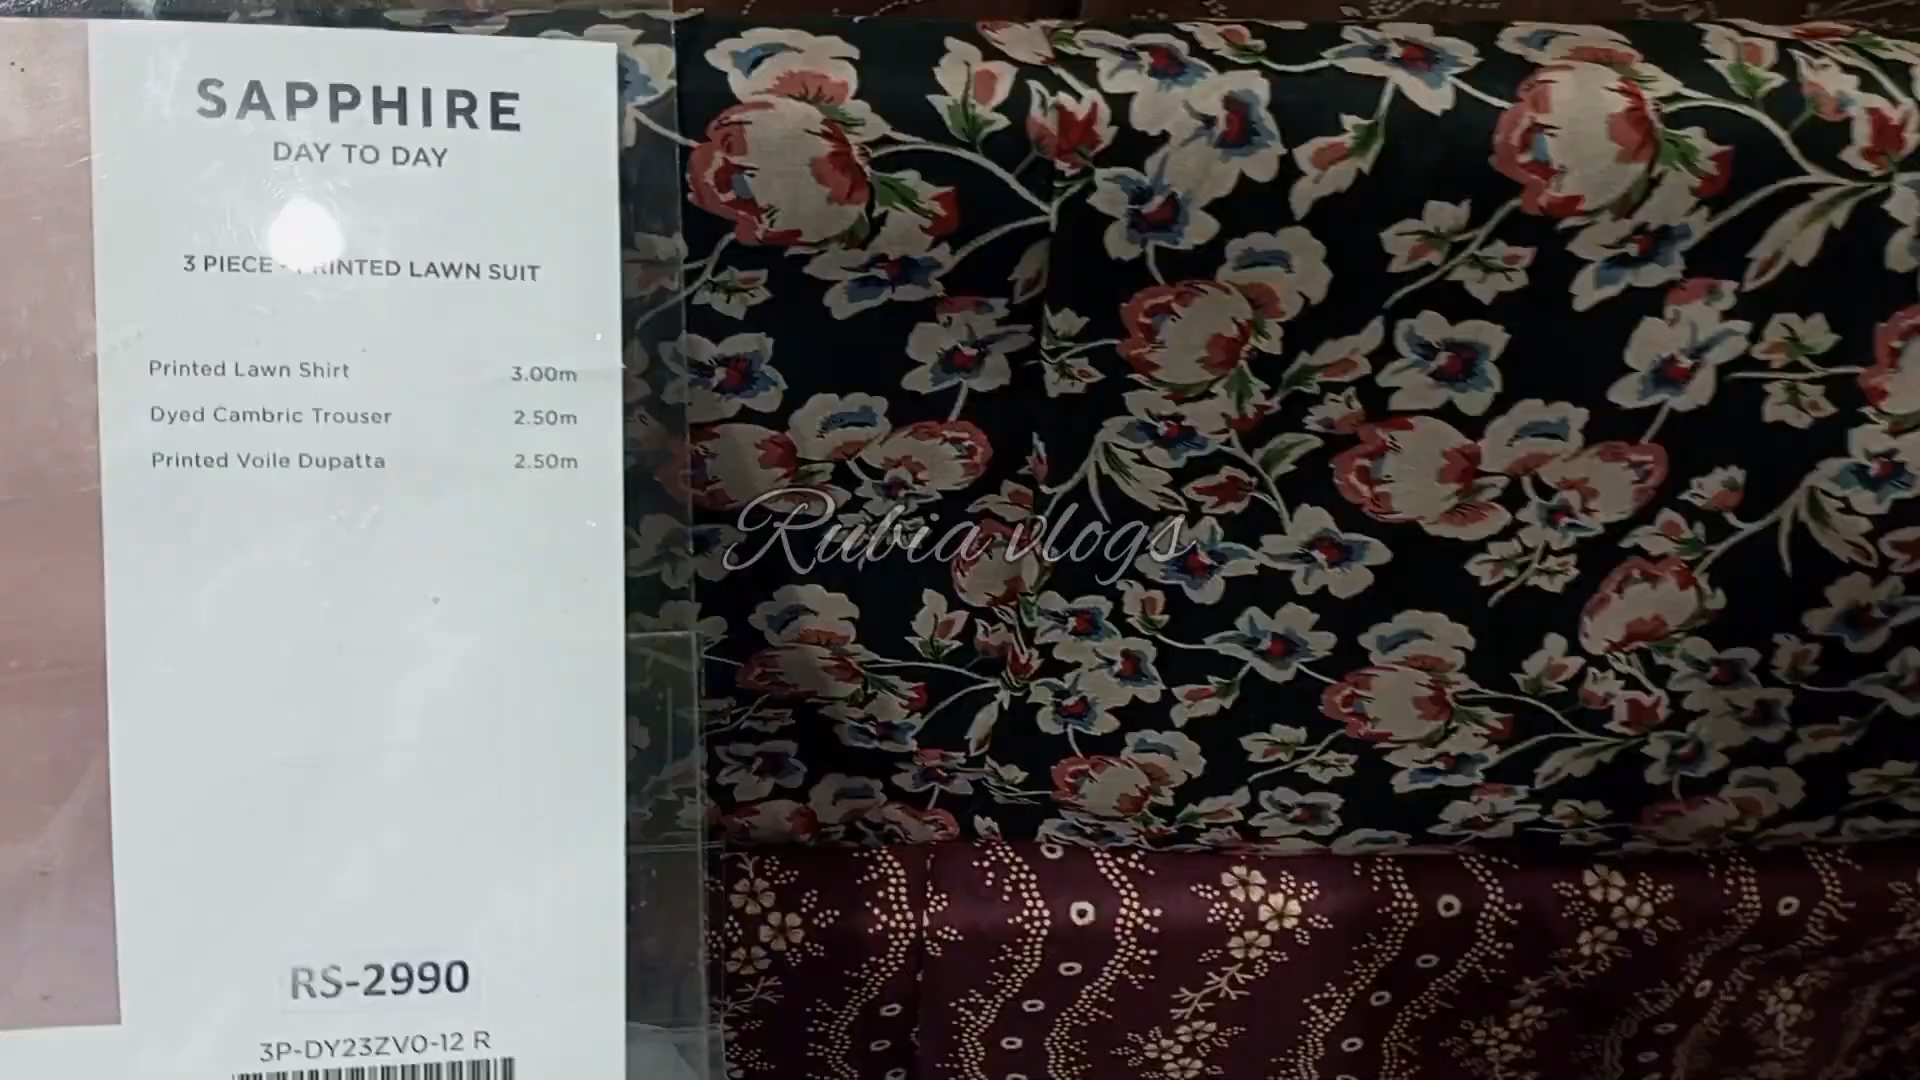 SAPPHIRE
DAY TO DAY
3 PIECE - PRINTED LAWN SUIT
Printed Lawn Shirt 3.00m
Dyed Cambric Trouser 2.50m
Printed Voile Dupatta 2.50m
Rubia vlogs
RS-2990
3P-DY23ZV0-12 R